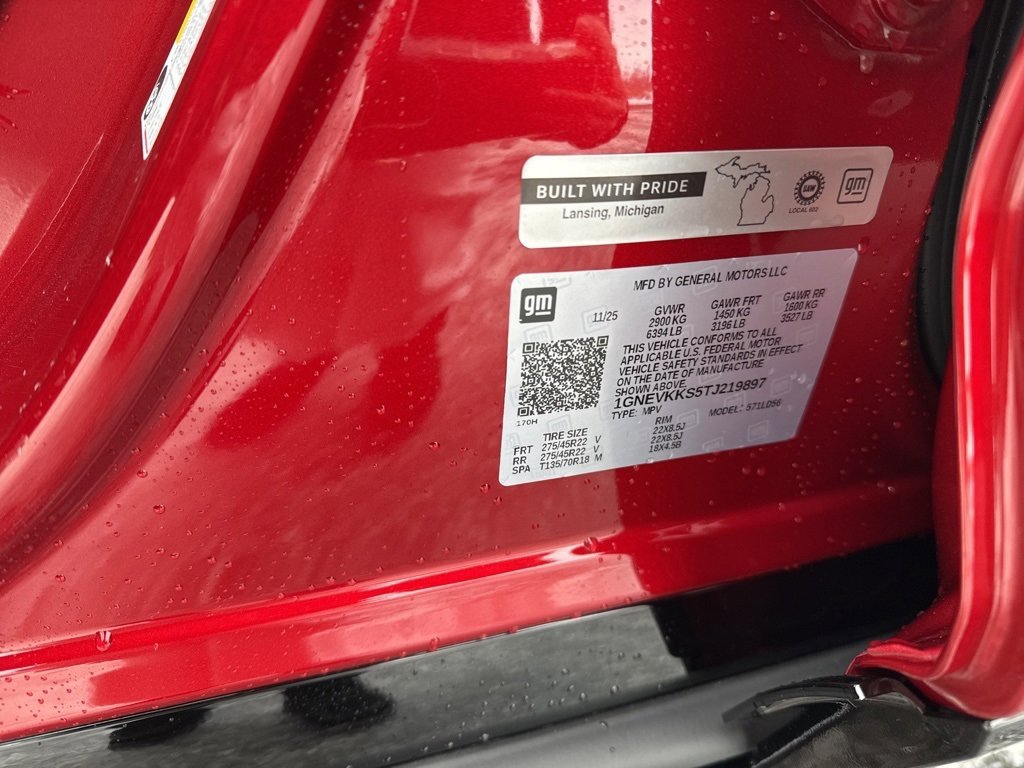 BUILT WITH PRIDE
Lansing, Michigan
UAW
LOCAL 602
gm
gm
MFD BY GENERAL MOTORS LLC
11/25
GVWR GAWR FRT GAWR RR
2900 KG 1450 KG 1600 KG
6394 LB 3196 LB 3527 LB
THIS VEHICLE CONFORMS TO ALL
APPLICABLE U.S. FEDERAL MOTOR
VEHICLE SAFETY STANDARDS IN EFFECT
ON THE DATE OF MANUFACTURE
SHOWN ABOVE.
1GNEVKKS5TJ219897
TYPE: MPV MODEL: 571LD56
170H
TIRE SIZE RIM
FRT 275/45R22 V 22X8.5J
RR 275/45R22 V 22X8.5J
SPA T135/70R18 M 18X4.5B